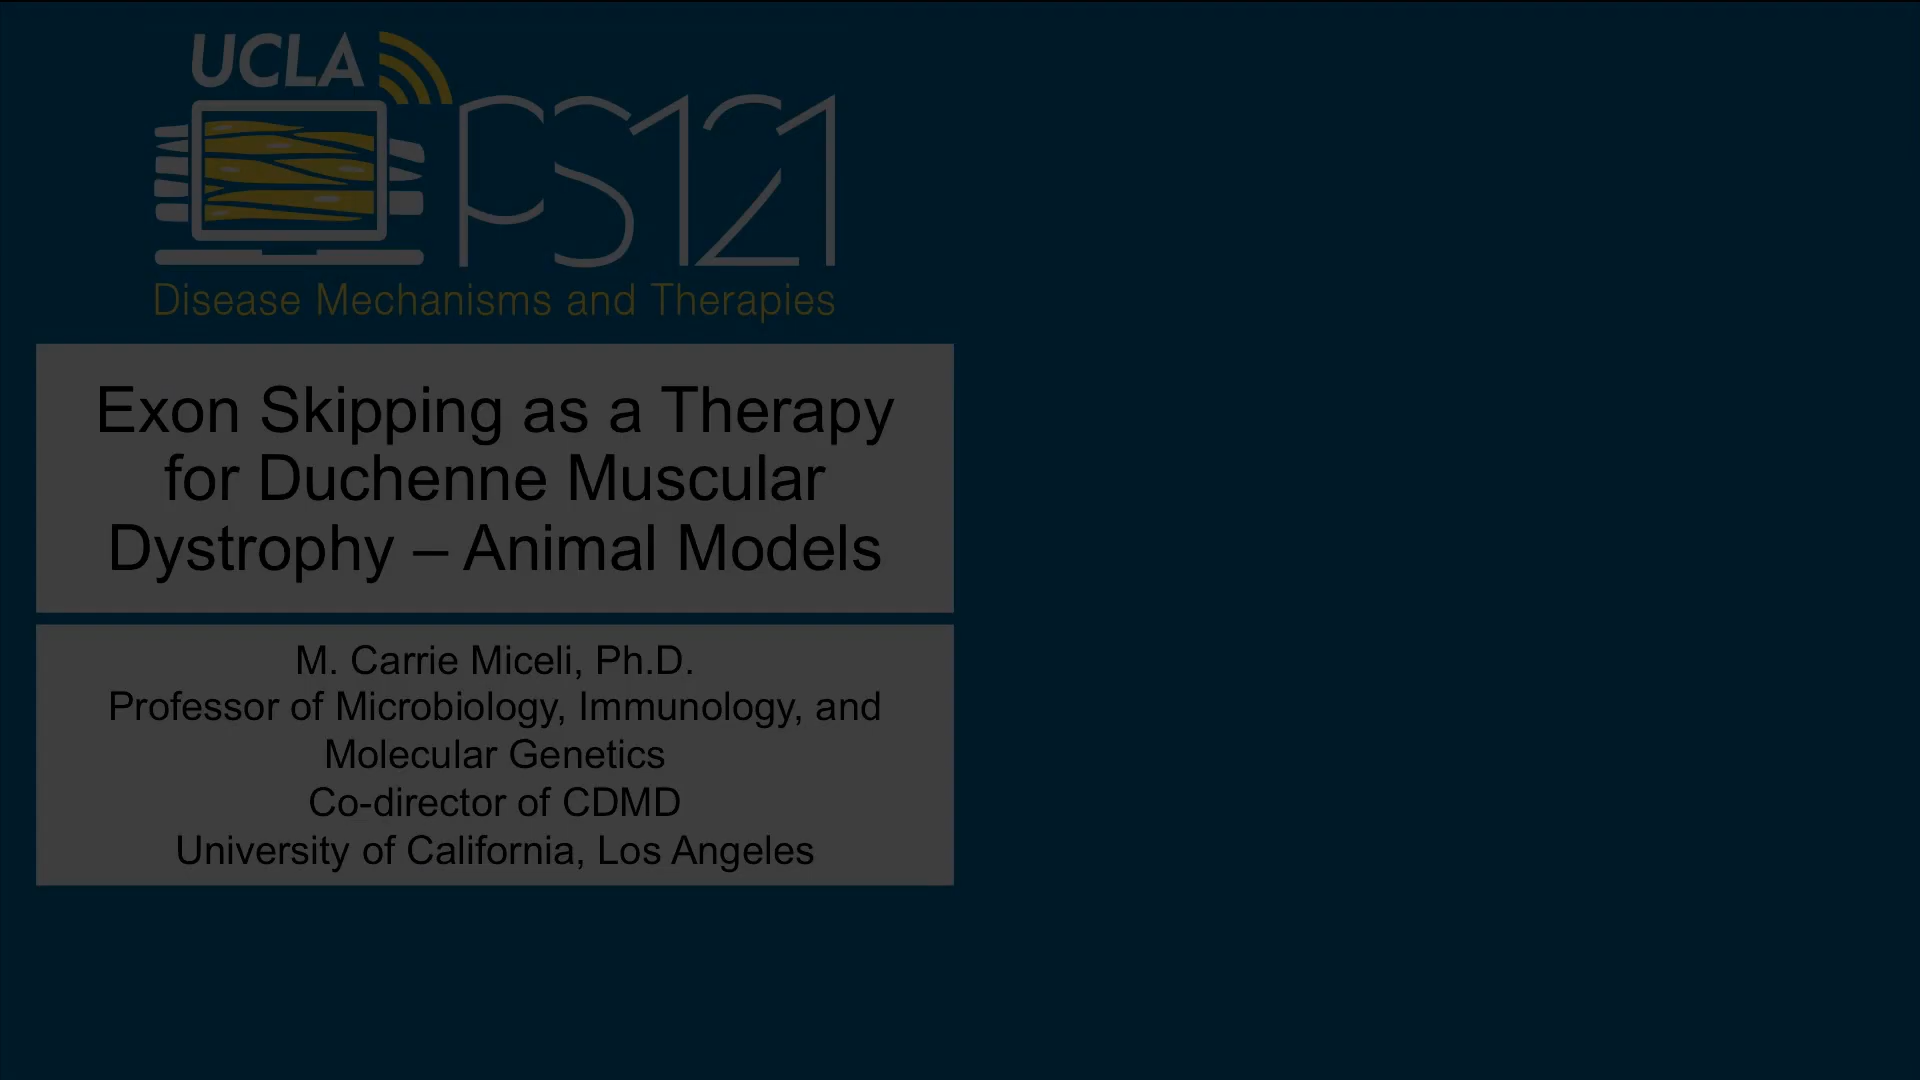 UCLA
PS121
Disease Mechanisms and Therapies
Exon Skipping as a Therapy
for Duchenne Muscular
Dystrophy – Animal Models
M. Carrie Miceli, Ph.D.
Professor of Microbiology, Immunology, and
Molecular Genetics
Co-director of CDMD
University of California, Los Angeles